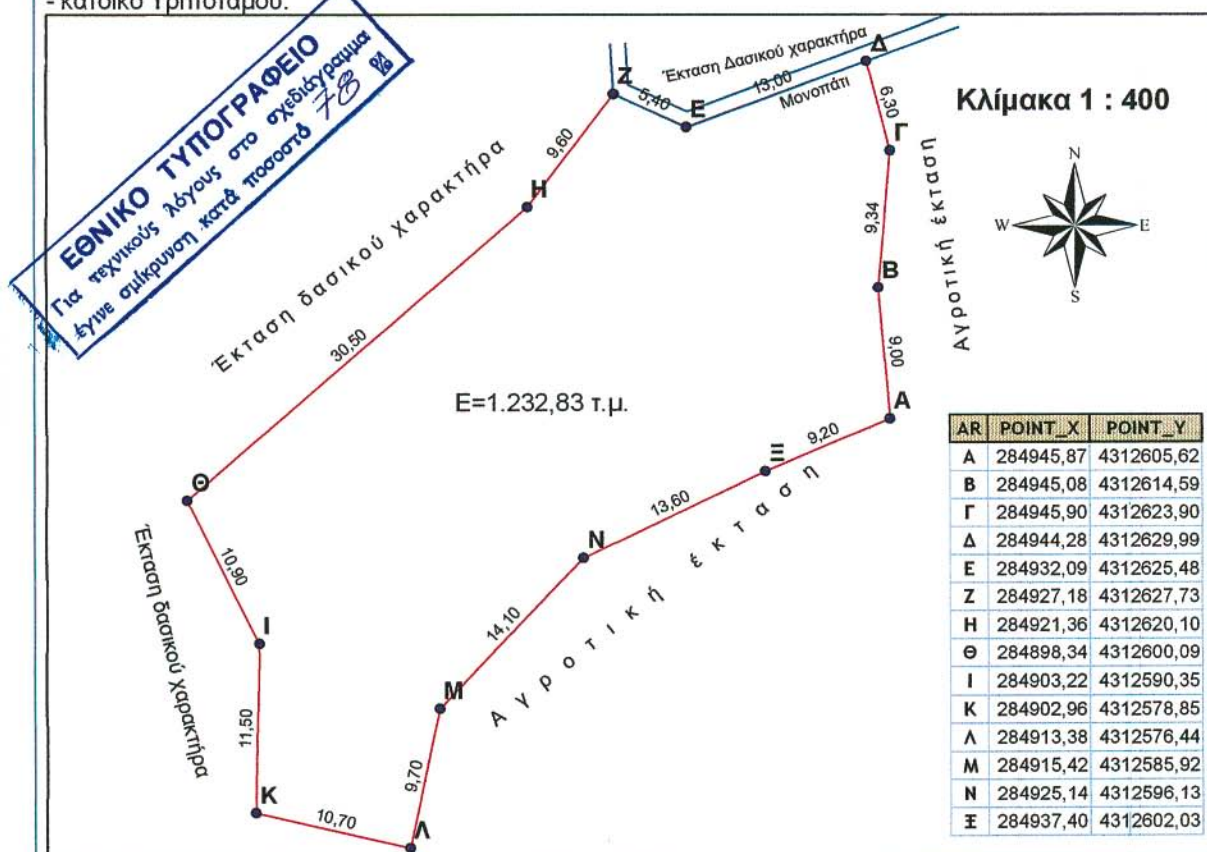 - κάτοικο Υρητοτάμου.
ΕΘΝΙΚΟ ΤΥΠΟΓΡΑΦΕΙΟ
Για τεχνικούς λόγους στο σχεδιάγραμμα
έγινε σμίκρυνση κατά ποσοστό 78 %
Έκταση Δασικού χαρακτήρα
Μονοπάτι
Κλίμακα 1 : 400
N
W
E
S
Ζ
5,40
Ε
13,00
Δ
6,30
Γ
9,34
Β
9,00
Α
9,20
Ξ
13,60
Ν
14,10
Μ
9,70
Λ
10,70
Κ
11,50
Ι
10,90
Θ
30,50
Η
9,60
Έκταση δασικού χαρακτήρα
Αγροτική έκταση
E=1.232,83 τ.μ.
Αγροτική έκταση
Έκταση δασικού χαρακτήρα
AR POINT_X POINT_Y
Α 284945,87 4312605,62
Β 284945,08 4312614,59
Γ 284945,90 4312623,90
Δ 284944,28 4312629,99
Ε 284932,09 4312625,48
Ζ 284927,18 4312627,73
Η 284921,36 4312620,10
Θ 284898,34 4312600,09
Ι 284903,22 4312590,35
Κ 284902,96 4312578,85
Λ 284913,38 4312576,44
Μ 284915,42 4312585,92
Ν 284925,14 4312596,13
Ξ 284937,40 4312602,03